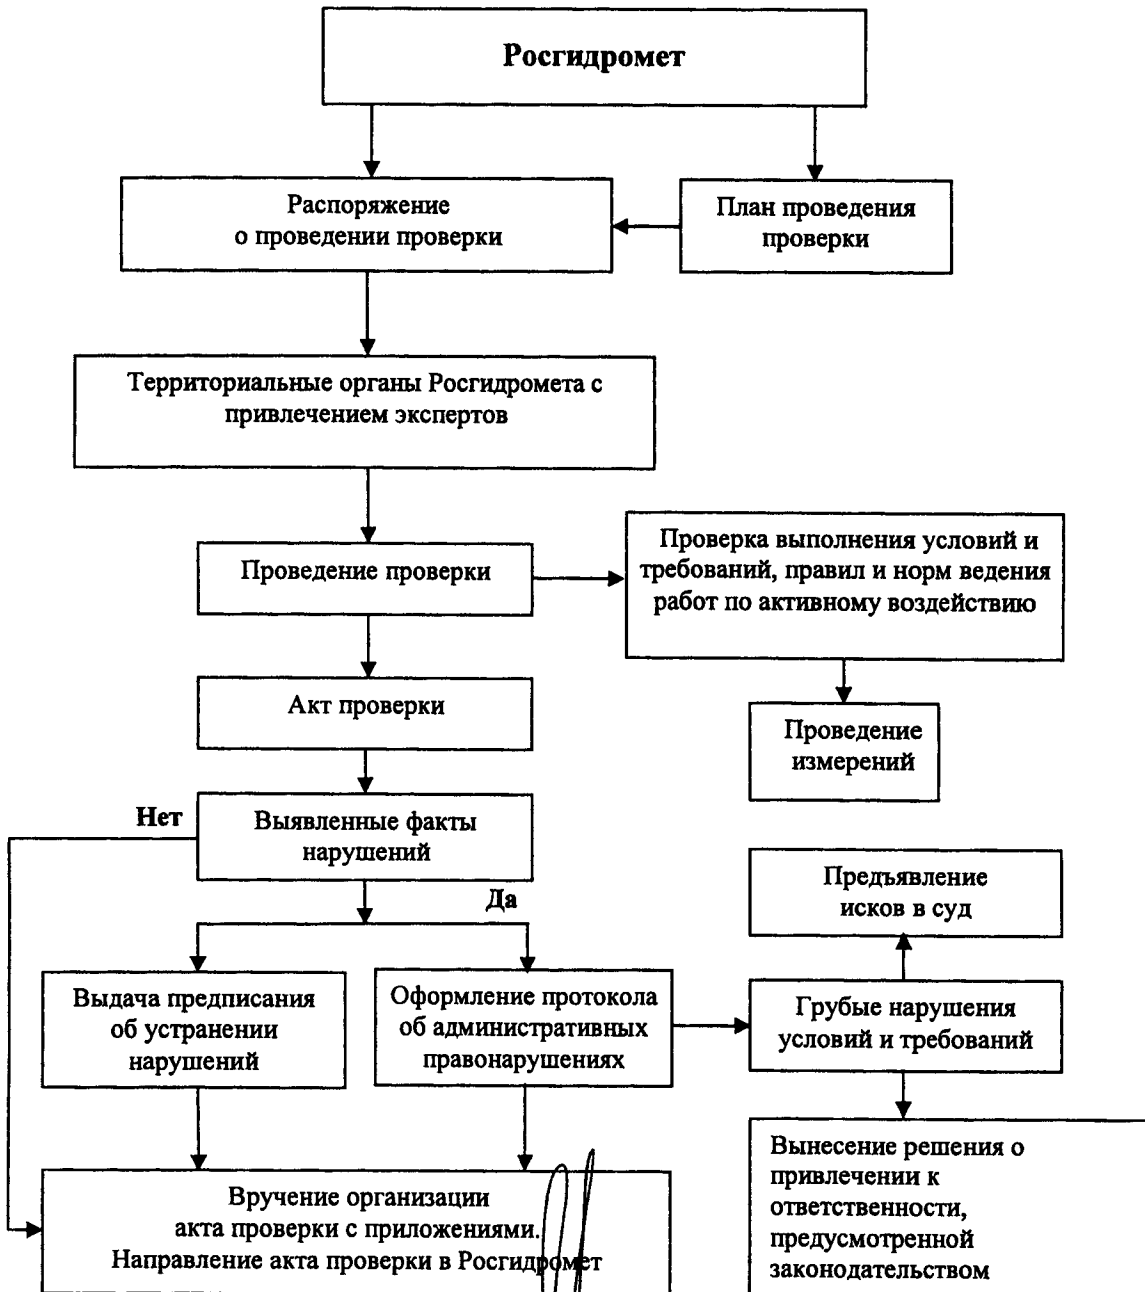 Росгидромет
Распоряжение
о проведении проверки
План проведения
проверки
Территориальные органы Росгидромета с
привлечением экспертов
Проведение проверки
Проверка выполнения условий и
требований, правил и норм ведения
работ по активному воздействию
Акт проверки
Проведение
измерений
Нет
Выявленные факты
нарушений
Да
Предъявление
исков в суд
Выдача предписания
об устранении
нарушений
Оформление протокола
об административных
правонарушениях
Грубые нарушения
условий и требований
Вручение организации
акта проверки с приложениями.
Направление акта проверки в Росгидромет
Вынесение решения о
привлечении к
ответственности,
предусмотренной
законодательством